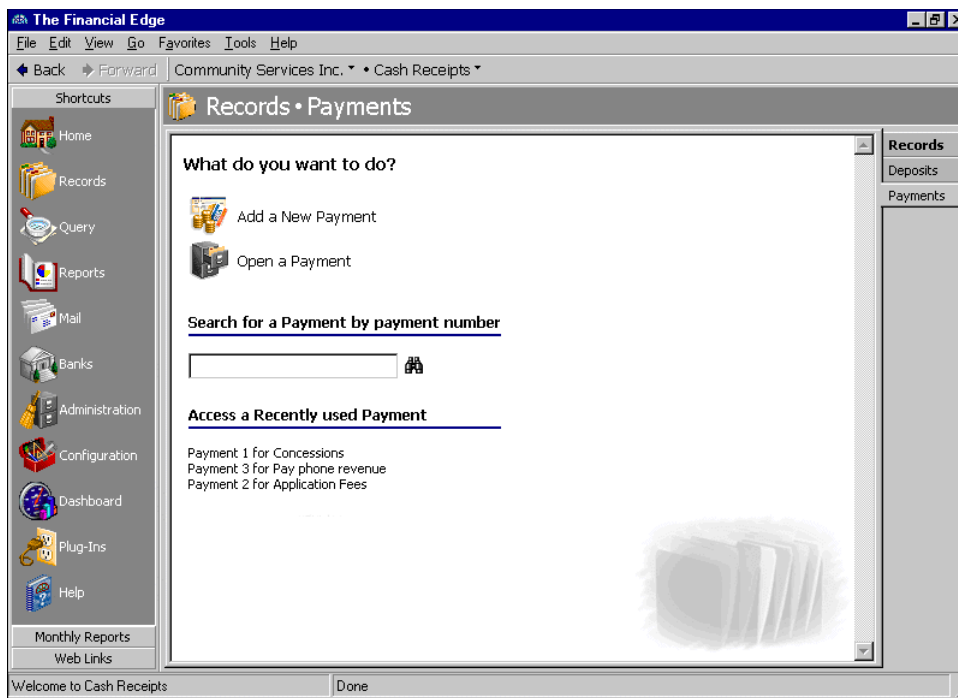 The Financial Edge
File Edit View Go Favorites Tools Help
Back Forward Community Services Inc. • Cash Receipts
Shortcuts
Home
Records
Query
Reports
Mail
Banks
Administration
Configuration
Dashboard
Plug-Ins
Help
Monthly Reports
Web Links
Records • Payments
What do you want to do?
Add a New Payment
Open a Payment
Search for a Payment by payment number
Access a Recently used Payment
Payment 1 for Concessions
Payment 3 for Pay phone revenue
Payment 2 for Application Fees
Records
Deposits
Payments
Welcome to Cash Receipts Done